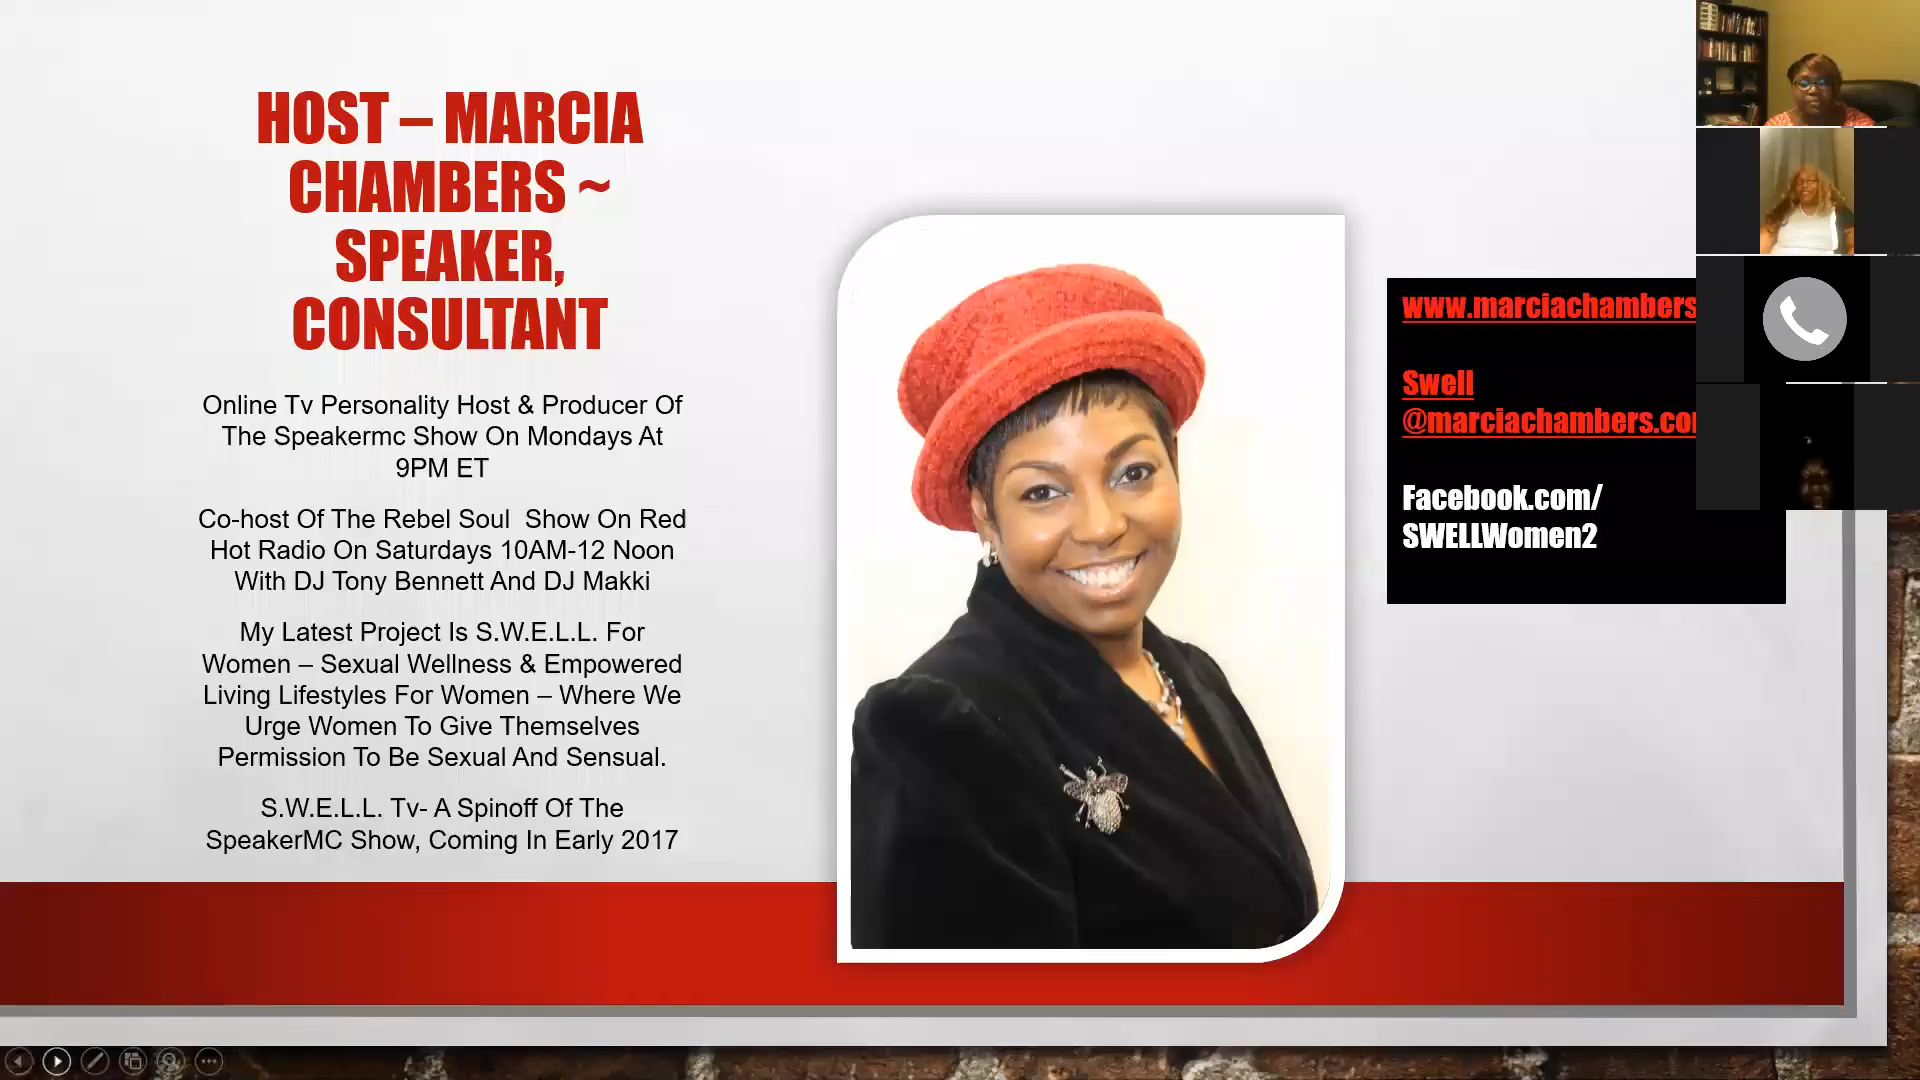 HOST – MARCIA
CHAMBERS ~
SPEAKER,
CONSULTANT
Online Tv Personality Host & Producer Of
The Speakermc Show On Mondays At
9PM ET
Co-host Of The Rebel Soul Show On Red
Hot Radio On Saturdays 10AM-12 Noon
With DJ Tony Bennett And DJ Makki
My Latest Project Is S.W.E.L.L. For
Women – Sexual Wellness & Empowered
Living Lifestyles For Women – Where We
Urge Women To Give Themselves
Permission To Be Sexual And Sensual.
S.W.E.L.L. Tv- A Spinoff Of The
SpeakerMC Show, Coming In Early 2017
www.marciachambers
Swell
@marciachambers.co
Facebook.com/
SWELLWomen2